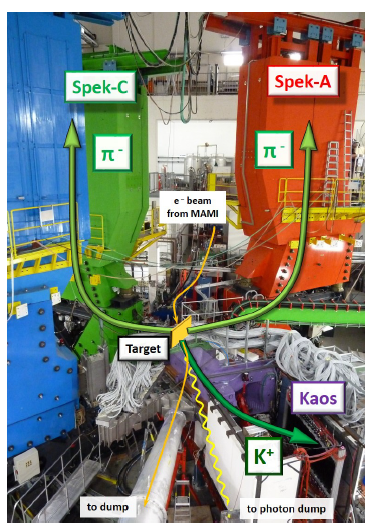 Spek-C
Spek-A
π⁻
π⁻
e⁻ beam
from MAMI
Target
Kaos
K⁺
to dump
to photon dump